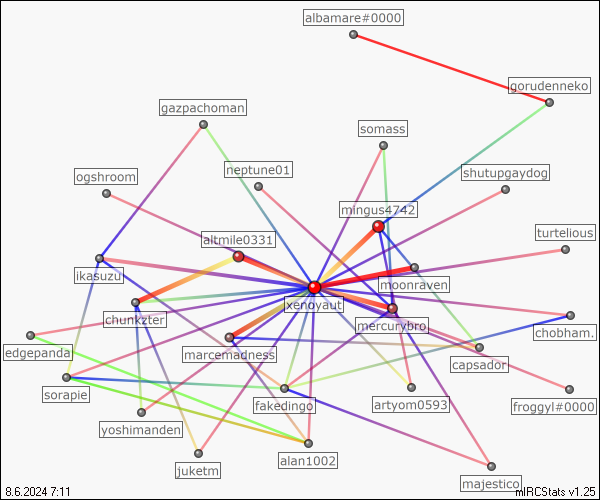 albamare#0000
gorudenneko
gazpachoman
somass
neptune01
shutupgaydog
ogshroom
mingus4742
turtelious
altmile0331
ikasuzu
moonraven
xenoyaut
chunkzter
mercurybro
chobham.
edgepanda
marcemadness
capsador
sorapie
fakedingo
artyom0593
froggyl#0000
yoshimanden
alan1002
juketm
majestico
8.6.2024 7:11
mIRCStats v1.25